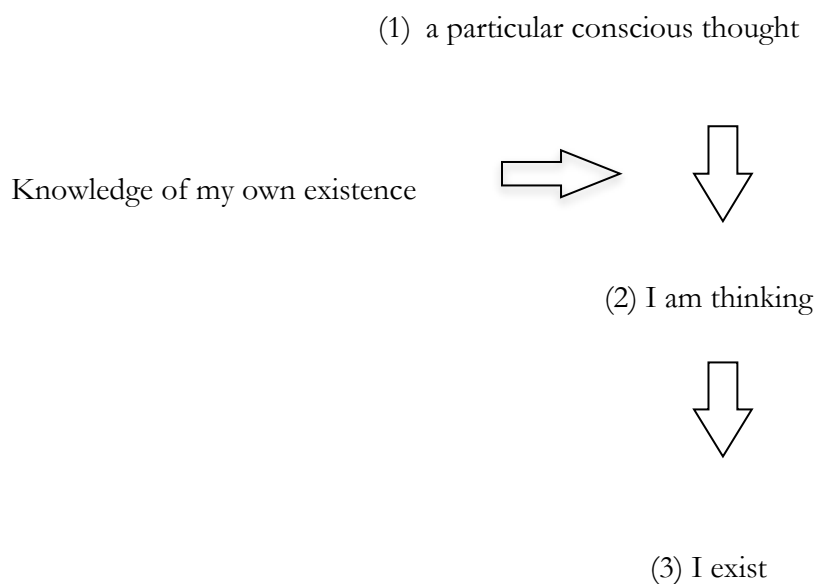 (1) a particular conscious thought
Knowledge of my own existence
(2) I am thinking
(3) I exist